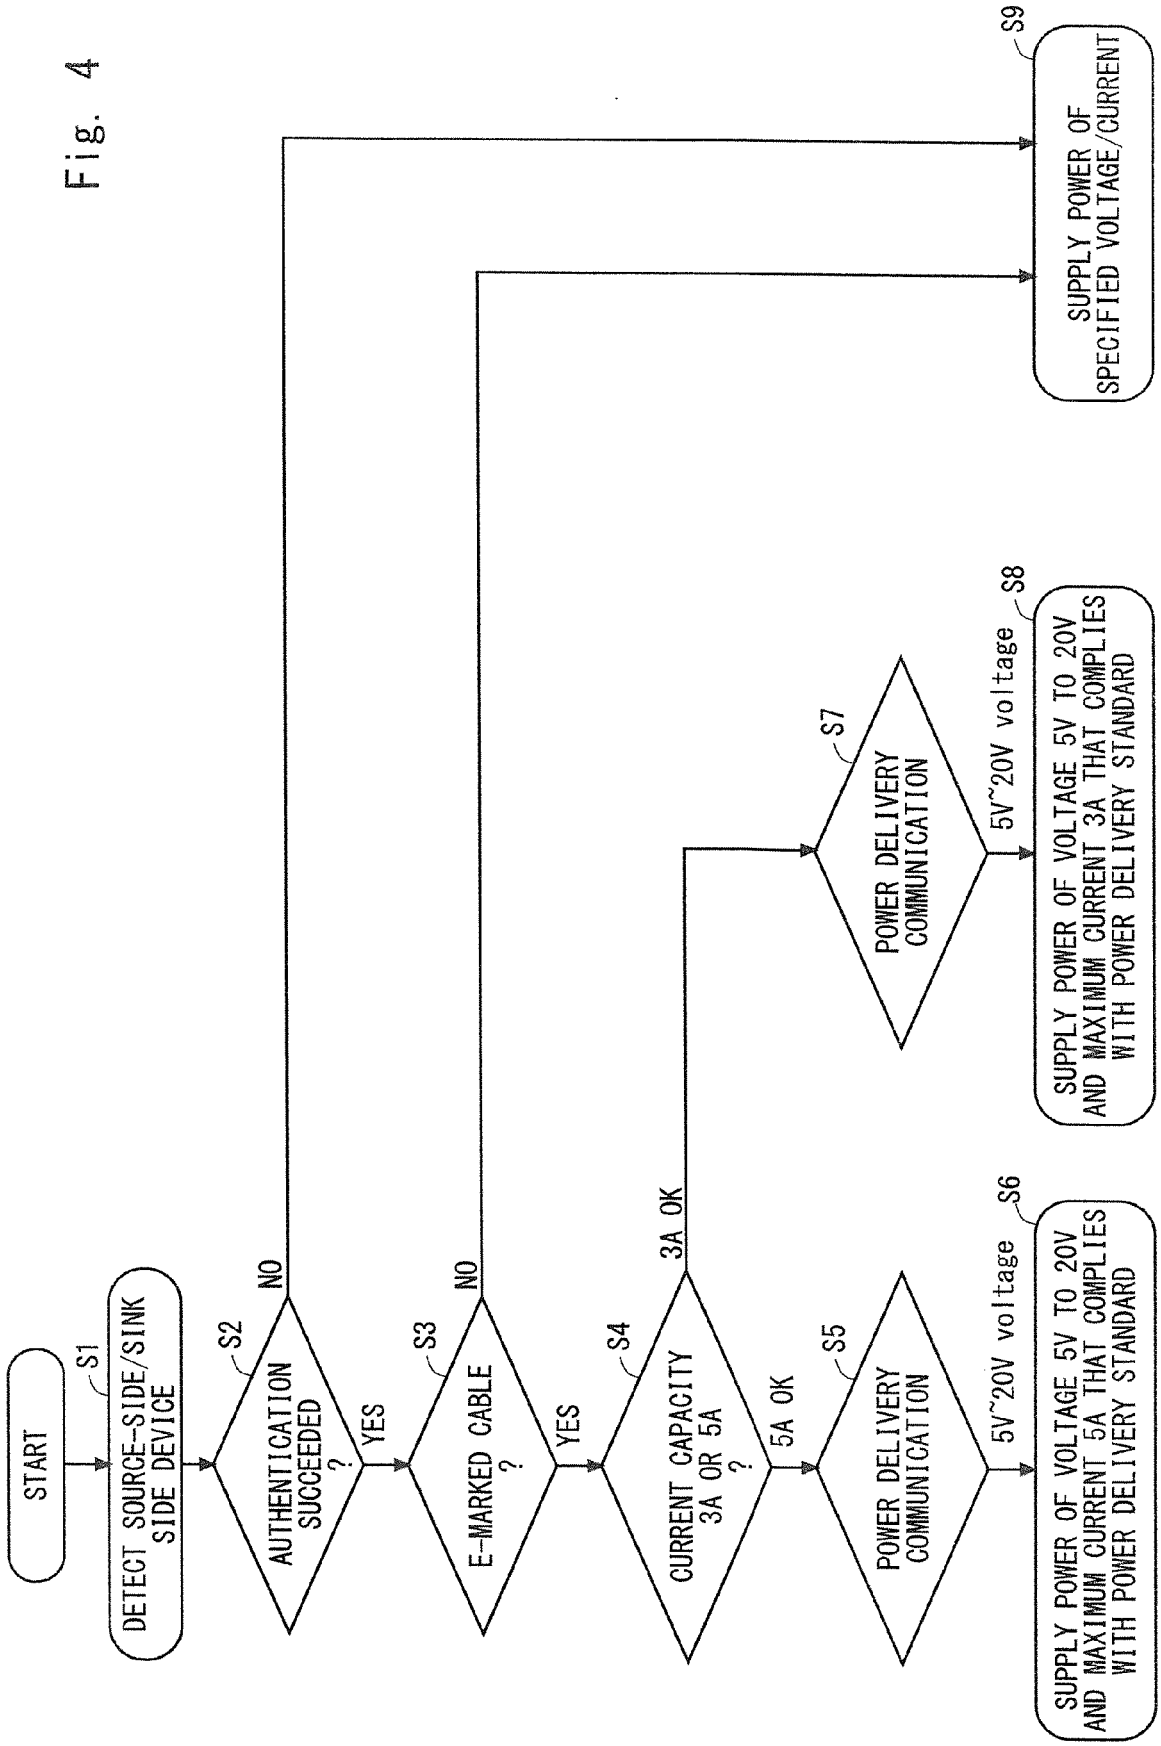 Fig. 4
START
S1
DETECT SOURCE-SIDE/SINK
SIDE DEVICE
S2
AUTHENTICATION
SUCCEEDED
?
NO
YES
S3
E-MARKED CABLE
?
NO
YES
S4
CURRENT CAPACITY
3A OR 5A
?
3A OK
5A OK
S5
POWER DELIVERY
COMMUNICATION
5V~20V voltage
S6
SUPPLY POWER OF VOLTAGE 5V TO 20V
AND MAXIMUM CURRENT 5A THAT COMPLIES
WITH POWER DELIVERY STANDARD
S7
POWER DELIVERY
COMMUNICATION
5V~20V voltage
S8
SUPPLY POWER OF VOLTAGE 5V TO 20V
AND MAXIMUM CURRENT 3A THAT COMPLIES
WITH POWER DELIVERY STANDARD
S9
SUPPLY POWER OF
SPECIFIED VOLTAGE/CURRENT